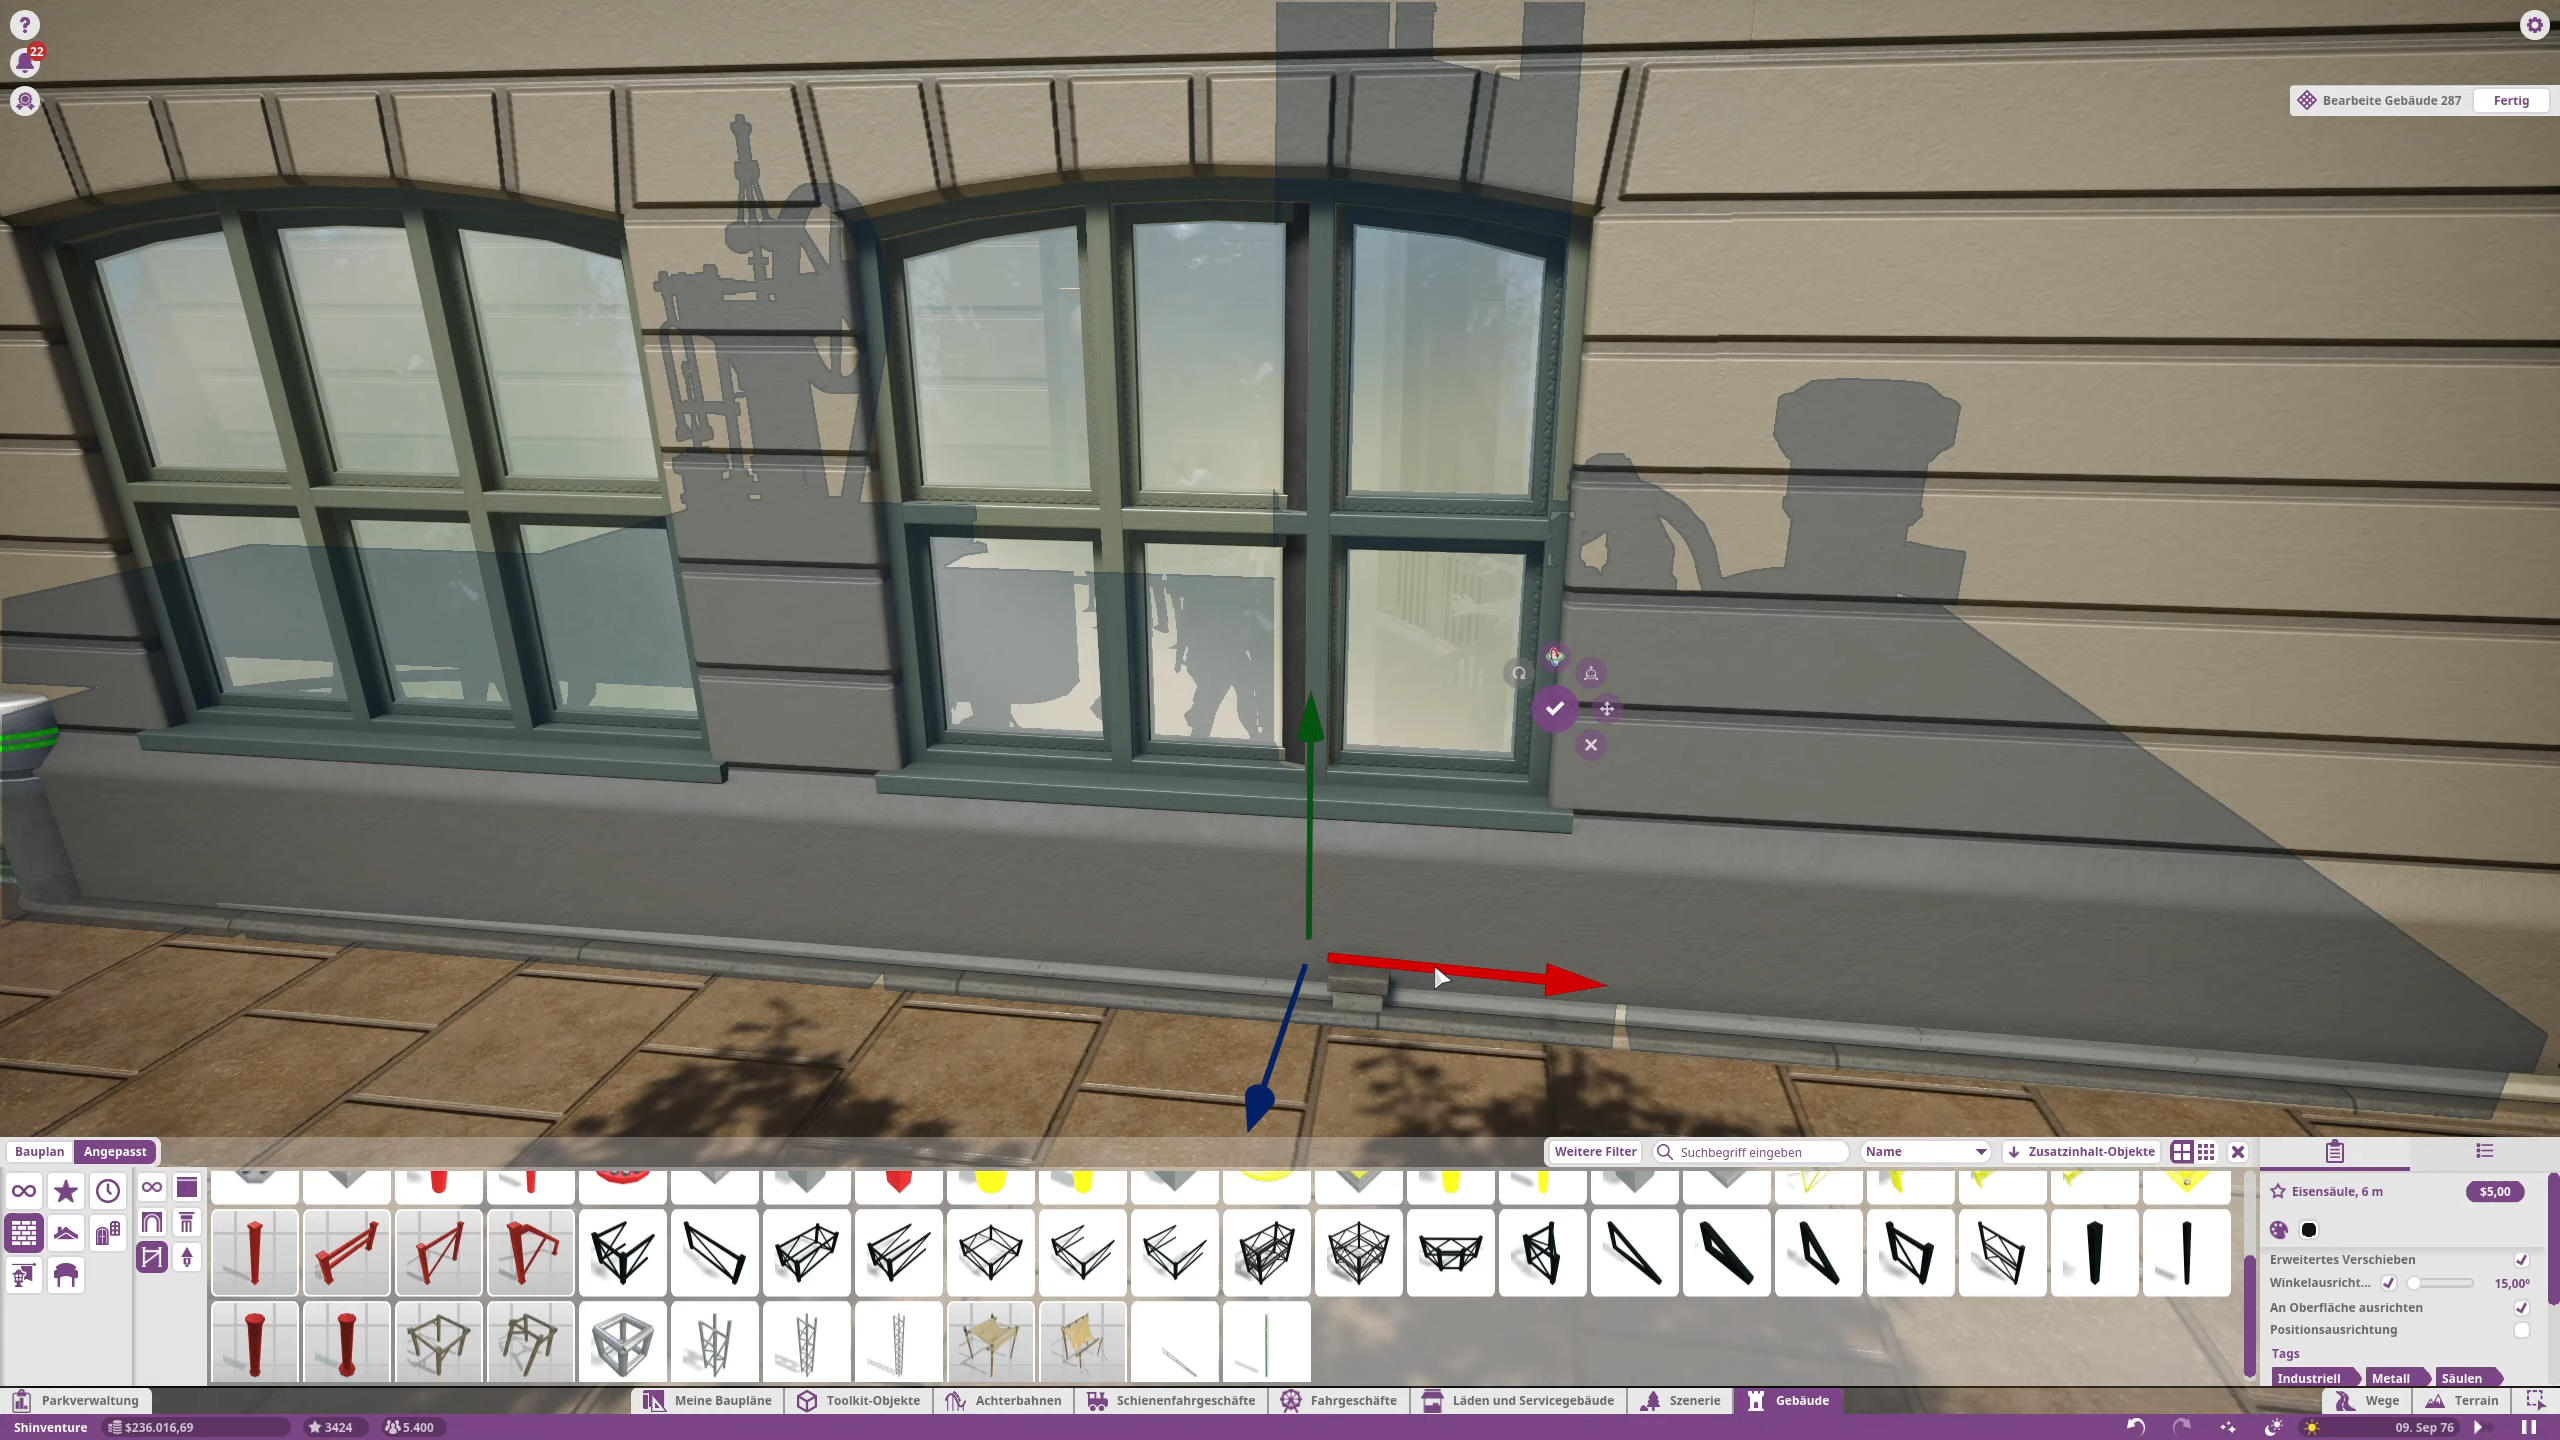 ?
22
Bearbeite Gebäude 287
Fertig
Bauplan
Angepasst
Weitere Filter
Suchbegriff eingeben
Name
Zusatzinhalt-Objekte
Eisensäule, 6 m
$5,00
Erweitertes Verschieben
Winkelausricht...
15,00°
An Oberfläche ausrichten
Positionsausrichtung
Tags
Industriell
Metall
Säulen
Parkverwaltung
Meine Baupläne
Toolkit-Objekte
Achterbahnen
Schienenfahrgeschäfte
Fahrgeschäfte
Läden und Servicegebäude
Szenerie
Gebäude
Wege
Terrain
Shinventure
$236.016,69
3424
5.400
09. Sep 76